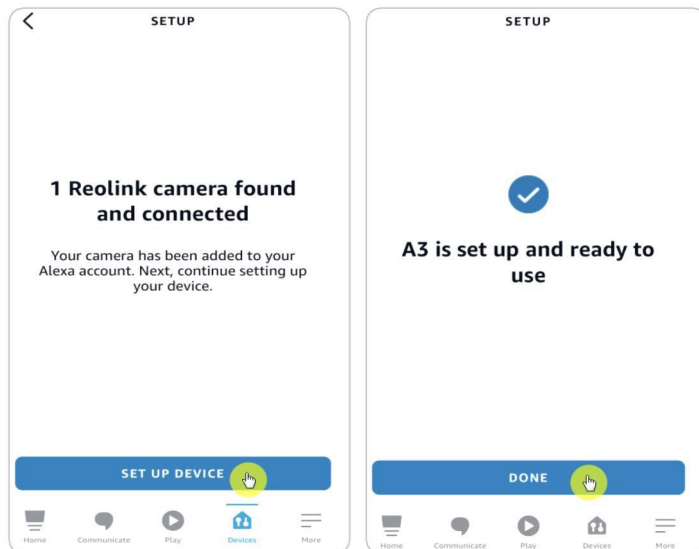 SETUP
1 Reolink camera found
and connected
Your camera has been added to your
Alexa account. Next, continue setting up
your device.
SET UP DEVICE
Home Communicate Play Devices More
SETUP
A3 is set up and ready to
use
DONE
Home Communicate Play Devices More